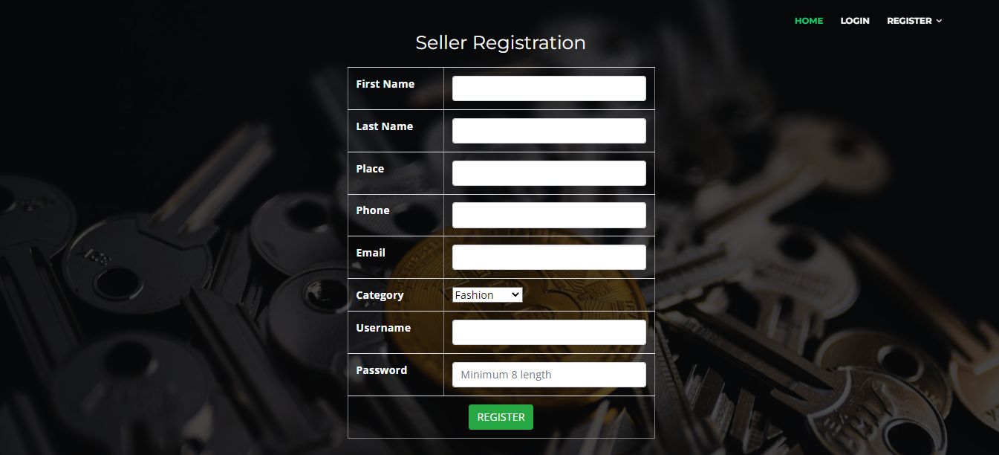 HOME LOGIN REGISTER
Seller Registration
First Name
Last Name
Place
Phone
Email
Category Fashion
Username
Password Minimum 8 length
REGISTER